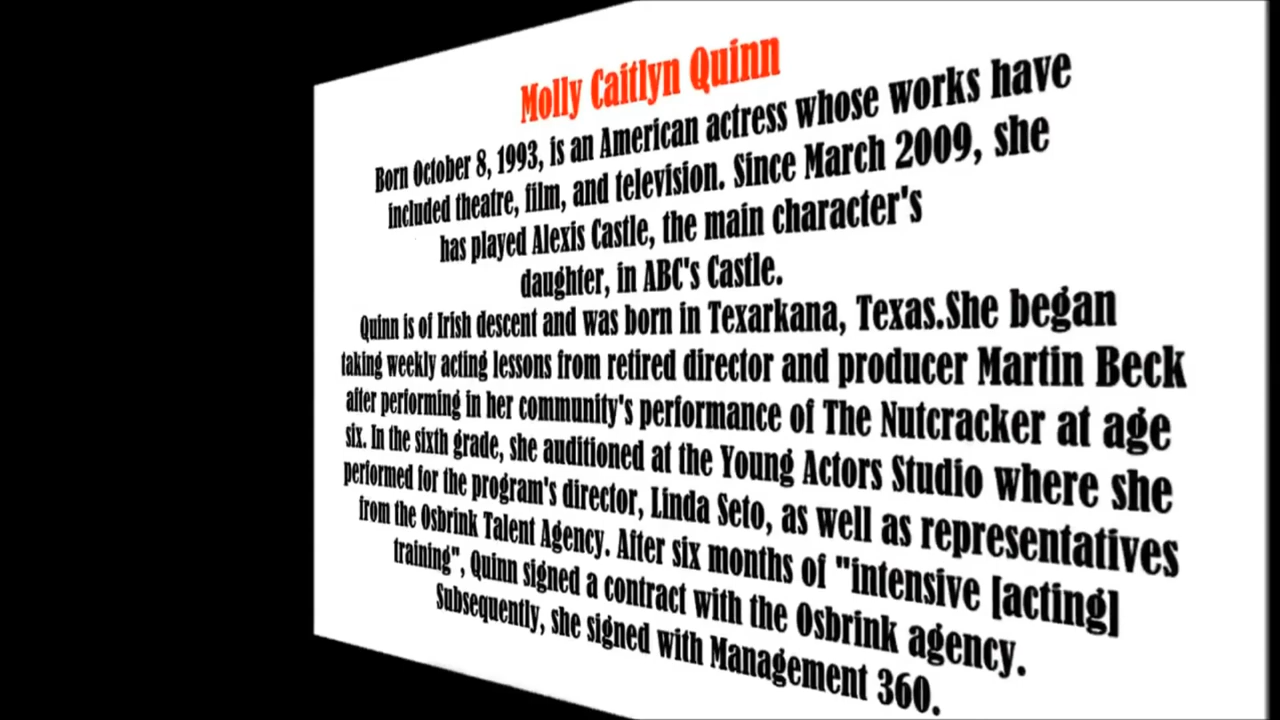 Molly Caitlyn Quinn
Born October 8, 1993, is an American actress whose works have
included theatre, film, and television. Since March 2009, she
has played Alexis Castle, the main character's
daughter, in ABC's Castle.
Quinn is of Irish descent and was born in Texarkana, Texas.She began
taking weekly acting lessons from retired director and producer Martin Beck
after performing in her community's performance of The Nutcracker at age
six. In the sixth grade, she auditioned at the Young Actors Studio where she
performed for the program's director, Linda Seto, as well as representatives
from the Osbrink Talent Agency. After six months of "intensive [acting]
training", Quinn signed a contract with the Osbrink agency.
Subsequently, she signed with Management 360.